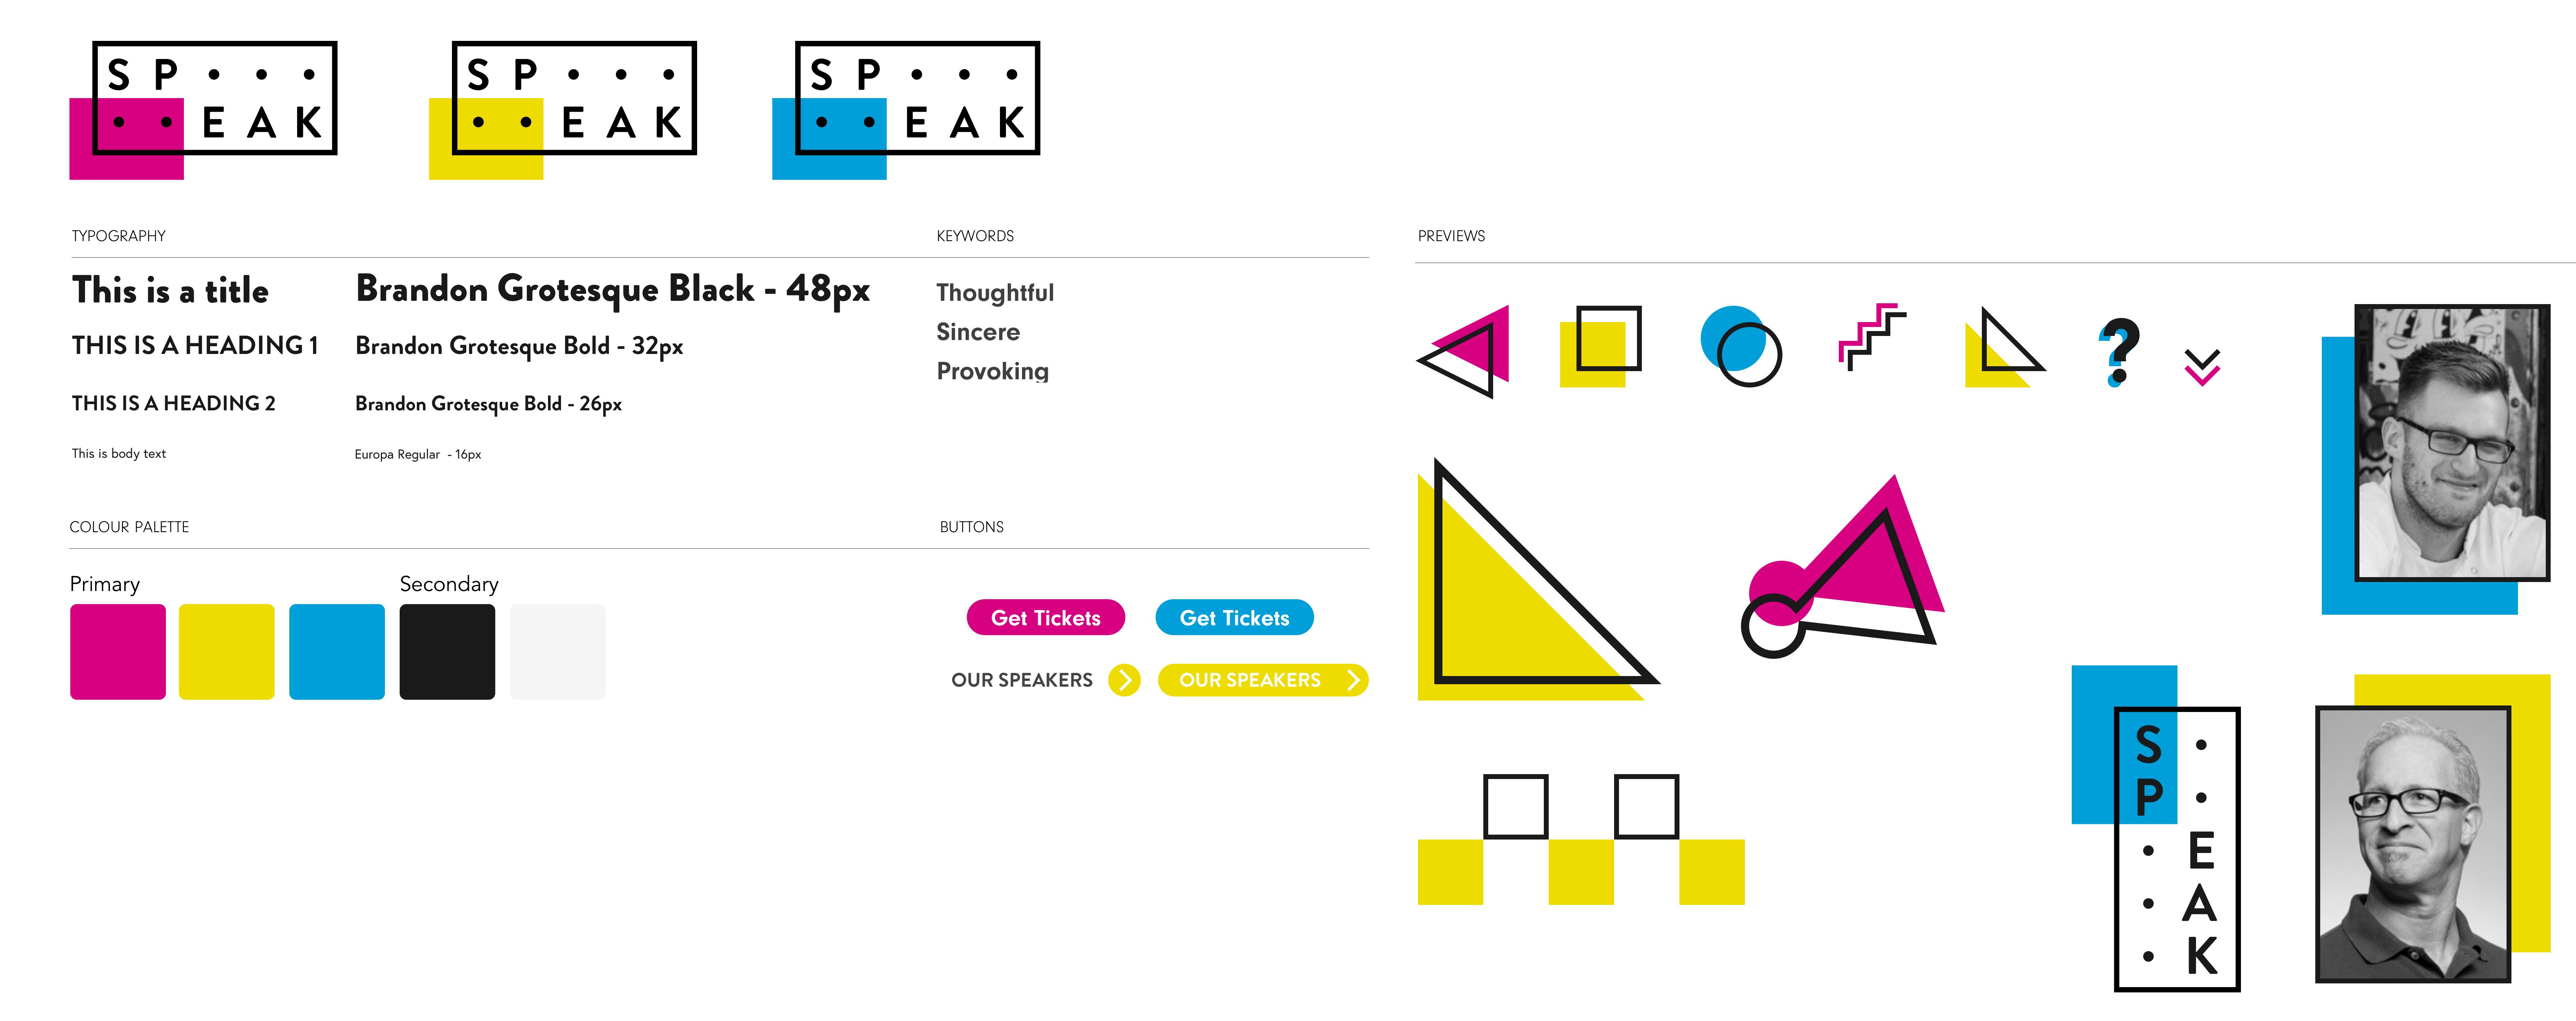 S P • • •
• • E A K
S P • • •
• • E A K
S P • • •
• • E A K
TYPOGRAPHY
This is a title
Brandon Grotesque Black - 48px
THIS IS A HEADING 1
Brandon Grotesque Bold - 32px
THIS IS A HEADING 2
Brandon Grotesque Bold - 26px
This is body text
Europa Regular - 16px
KEYWORDS
Thoughtful
Sincere
Provoking
COLOUR PALETTE
Primary
Secondary
BUTTONS
Get Tickets
Get Tickets
OUR SPEAKERS
OUR SPEAKERS
PREVIEWS
?
S •
P •
• E
• A
• K